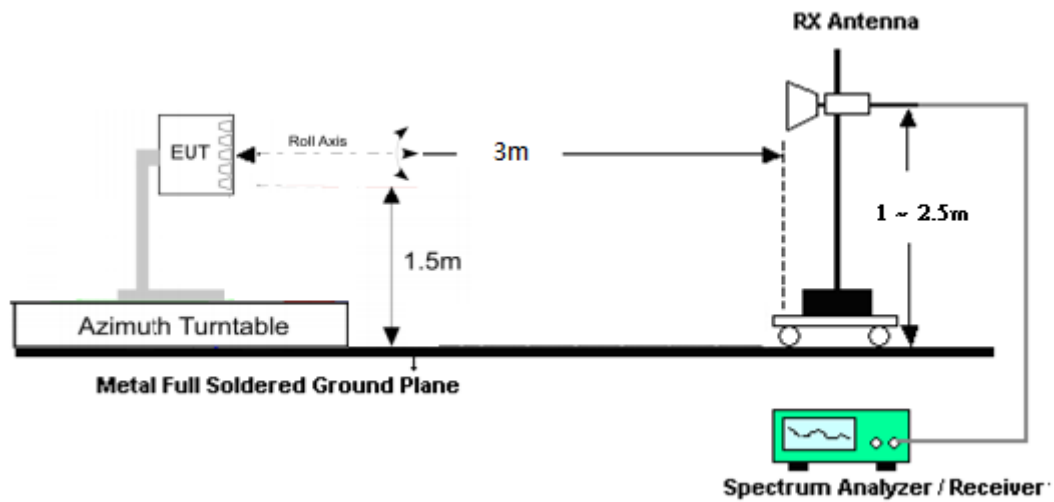 RX Antenna
EUT
Roll Axis
3m
1 ~ 2.5m
1.5m
Azimuth Turntable
Metal Full Soldered Ground Plane
Spectrum Analyzer / Receiver